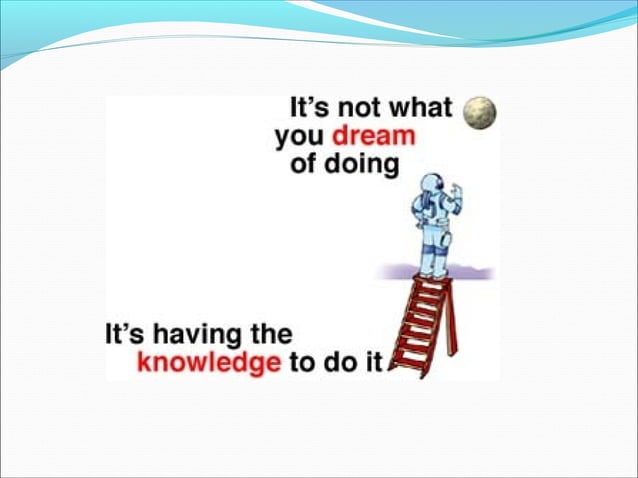 It's not what
you dream
of doing
It's having the
knowledge to do it